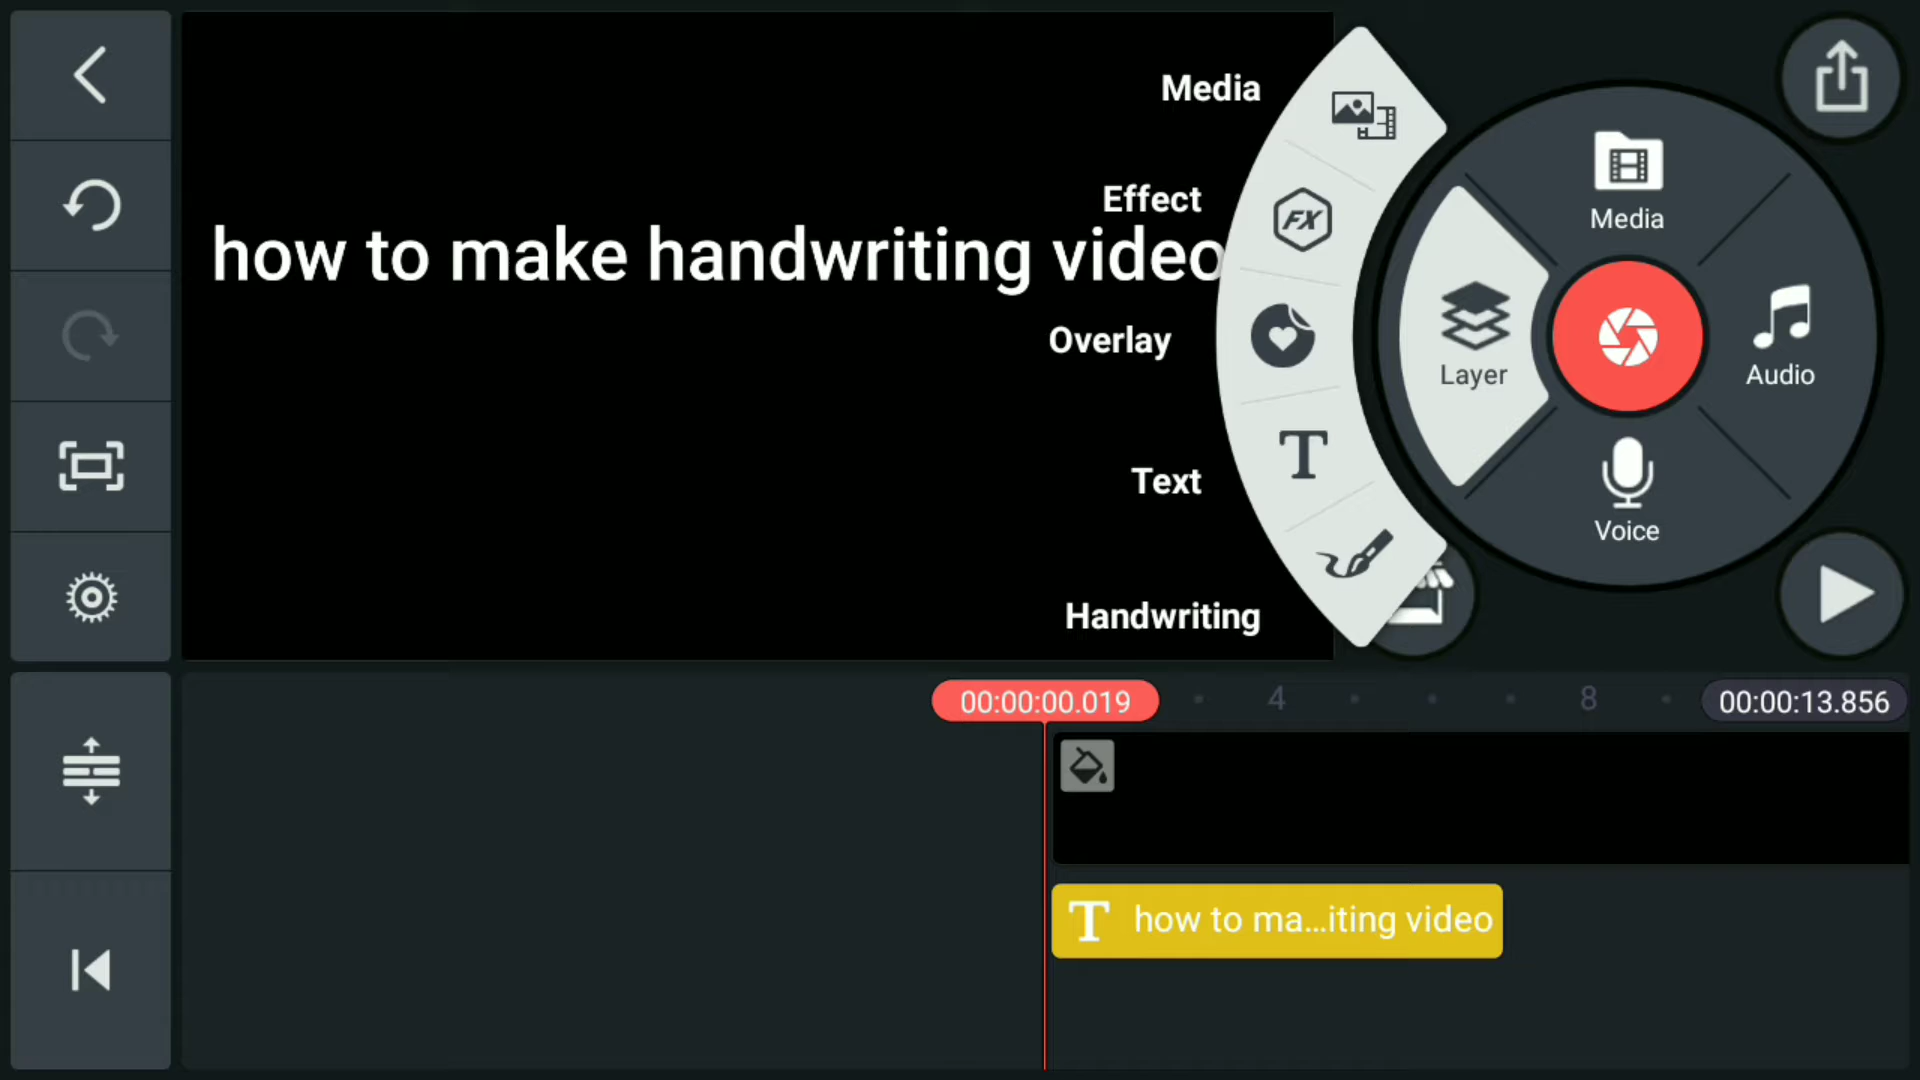 Media
Effect
how to make handwriting video
Overlay
Text
Handwriting
FX
T
Media
Layer
Audio
Voice
00:00:00.019
4
8
00:00:13.856
T how to ma...iting video